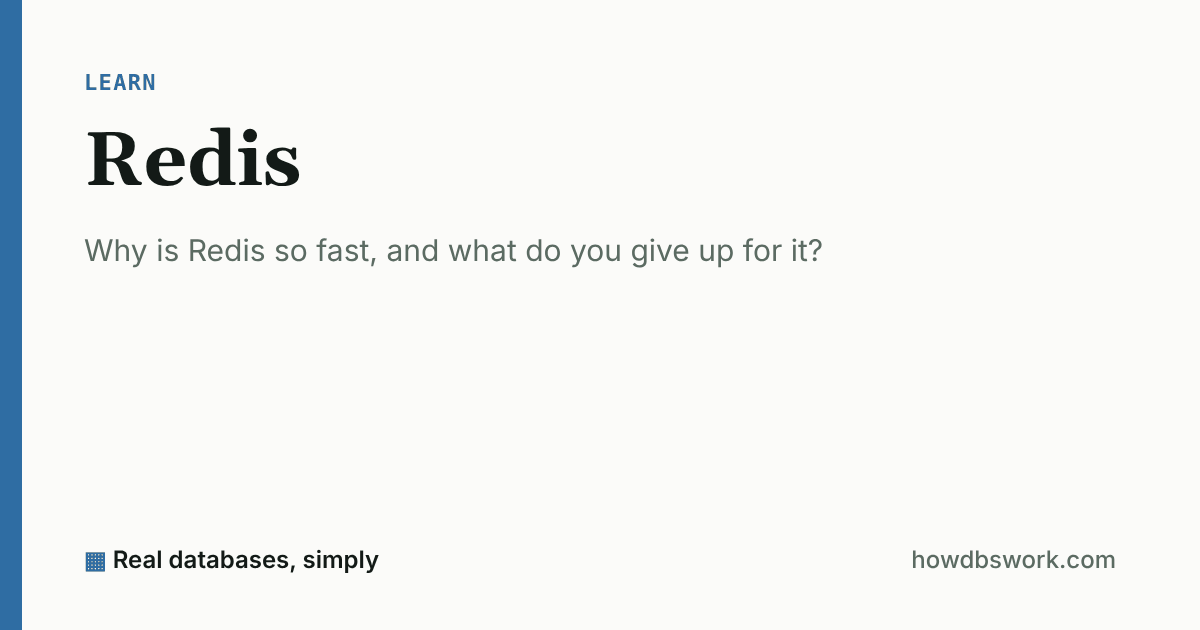 LEARN
Redis
Why is Redis so fast, and what do you give up for it?
Real databases, simply
howdbswork.com